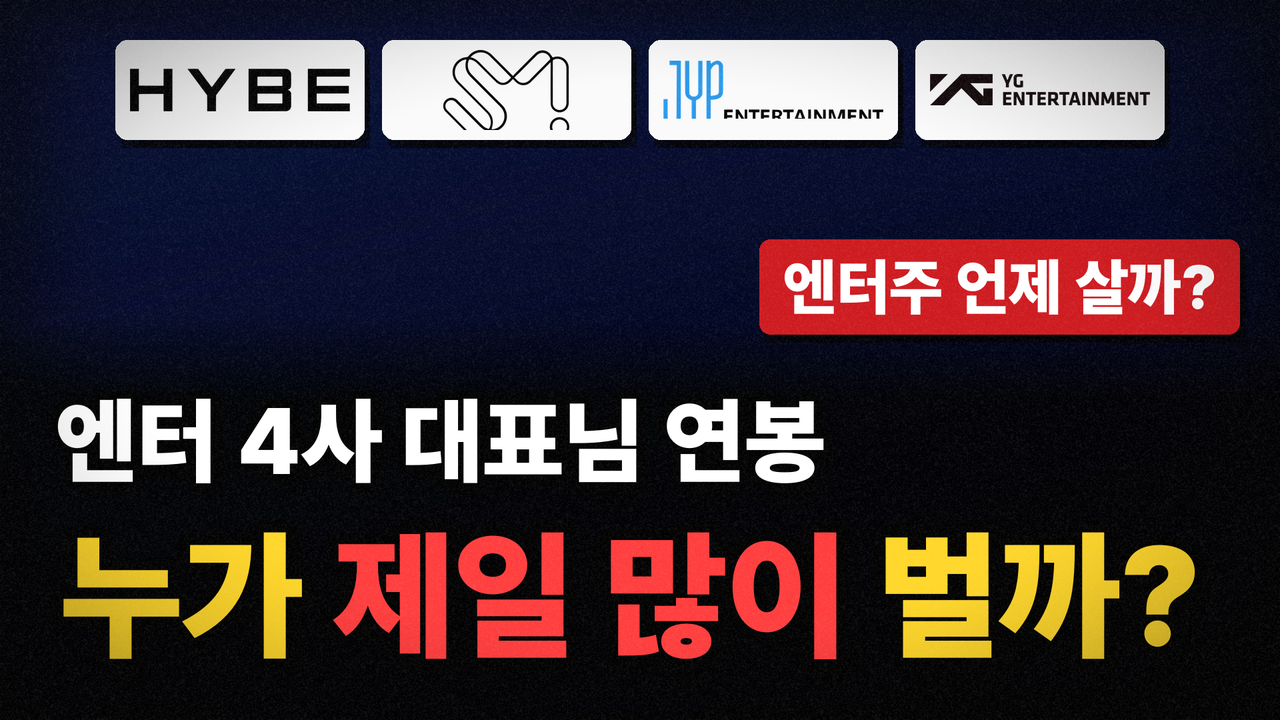 HYBE
SM!
JYP
ENTERTAINMENT
YG
ENTERTAINMENT
엔터주 언제 살까?
엔터 4사 대표님 연봉
누가 제일 많이 벌까?